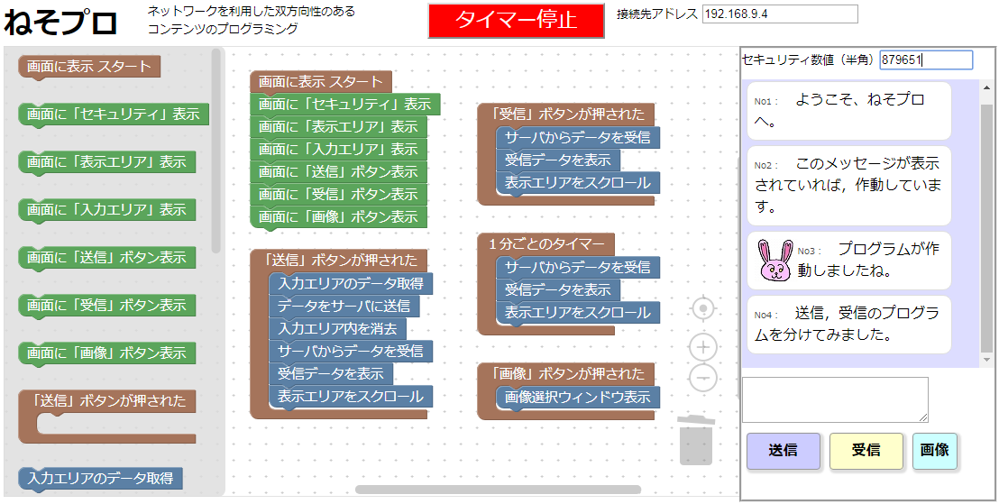 ねそプロ
ネットワークを利用した双方向性のある
コンテンツのプログラミング
タイマー停止
接続先アドレス 192.168.9.4
画面に表示 スタート
画面に「セキュリティ」表示
画面に「表示エリア」表示
画面に「入力エリア」表示
画面に「送信」ボタン表示
画面に「受信」ボタン表示
画面に「画像」ボタン表示
「送信」ボタンが押された
入力エリアのデータ取得
画面に表示 スタート
画面に「セキュリティ」表示
画面に「表示エリア」表示
画面に「入力エリア」表示
画面に「送信」ボタン表示
画面に「受信」ボタン表示
画面に「画像」ボタン表示
「送信」ボタンが押された
入力エリアのデータ取得
データをサーバに送信
入力エリア内を消去
サーバからデータを受信
受信データを表示
表示エリアをスクロール
「受信」ボタンが押された
サーバからデータを受信
受信データを表示
表示エリアをスクロール
1分ごとのタイマー
サーバからデータを受信
受信データを表示
表示エリアをスクロール
「画像」ボタンが押された
画像選択ウィンドウ表示
セキュリティ数値（半角） 879651
No1： ようこそ、ねそプロ
へ。
No2： このメッセージが表示
されていれば，作動していま
す。
No3： プログラムが作
動しましたね。
No4： 送信，受信のプログラ
ムを分けてみました。
送信 受信 画像